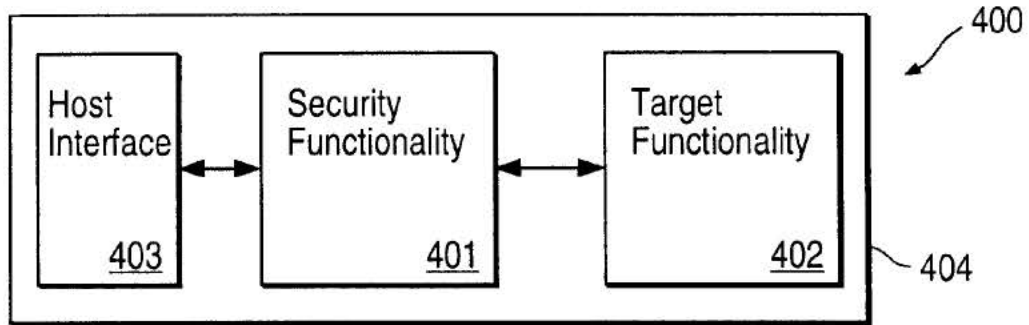 400
Host
Interface
403
Security
Functionality
401
Target
Functionality
402
404